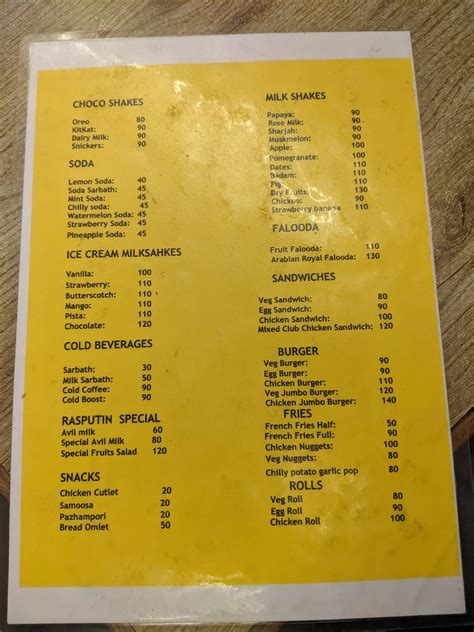 CHOCO SHAKES
Oreo 80
KitKat: 90
Dairy Milk: 90
Snickers: 90
SODA
Lemon Soda: 40
Soda Sarbath: 45
Mint Soda: 45
Chilly soda: 45
Watermelon Soda: 45
Strawberry Soda: 45
Pineapple Soda: 45
ICE CREAM MILKSAHKES
Vanilla: 100
Strawberry: 110
Butterscotch: 110
Mango: 110
Pista: 110
Chocolate: 120
COLD BEVERAGES
Sarbath: 30
Milk Sarbath: 50
Cold Coffee: 90
Cold Boost: 90
RASPUTIN SPECIAL
Avil milk 60
Special Avil Milk 80
Special Fruits Salad 120
SNACKS
Chicken Cutlet 20
Samoosa 20
Pazhampori 20
Bread Omlet 50
MILK SHAKES
Papaya: 90
Rose Milk: 90
Sharjah: 90
Muskmelon: 90
Apple: 100
Pomegranate: 100
Dates: 110
Badam: 110
Fig: 110
Dry Fruits: 130
Chickoo: 90
Strawberry banana 110
FALOODA
Fruit Falooda: 110
Arabian Royal Falooda: 130
SANDWICHES
Veg Sandwich: 80
Egg Sandwich: 90
Chicken Sandwich: 100
Mixed Club Chicken Sandwich: 120
BURGER
Veg Burger: 90
Egg Burger: 90
Chicken Burger: 110
Veg Jumbo Burger: 120
Chicken Jumbo Burger: 140
FRIES
French Fries Half: 50
French Fries Full: 90
Chicken Nuggets: 100
Veg Nuggets: 80
Chilly potato garlic pop 80
ROLLS
Veg Roll 80
Egg Roll 90
Chicken Roll 100